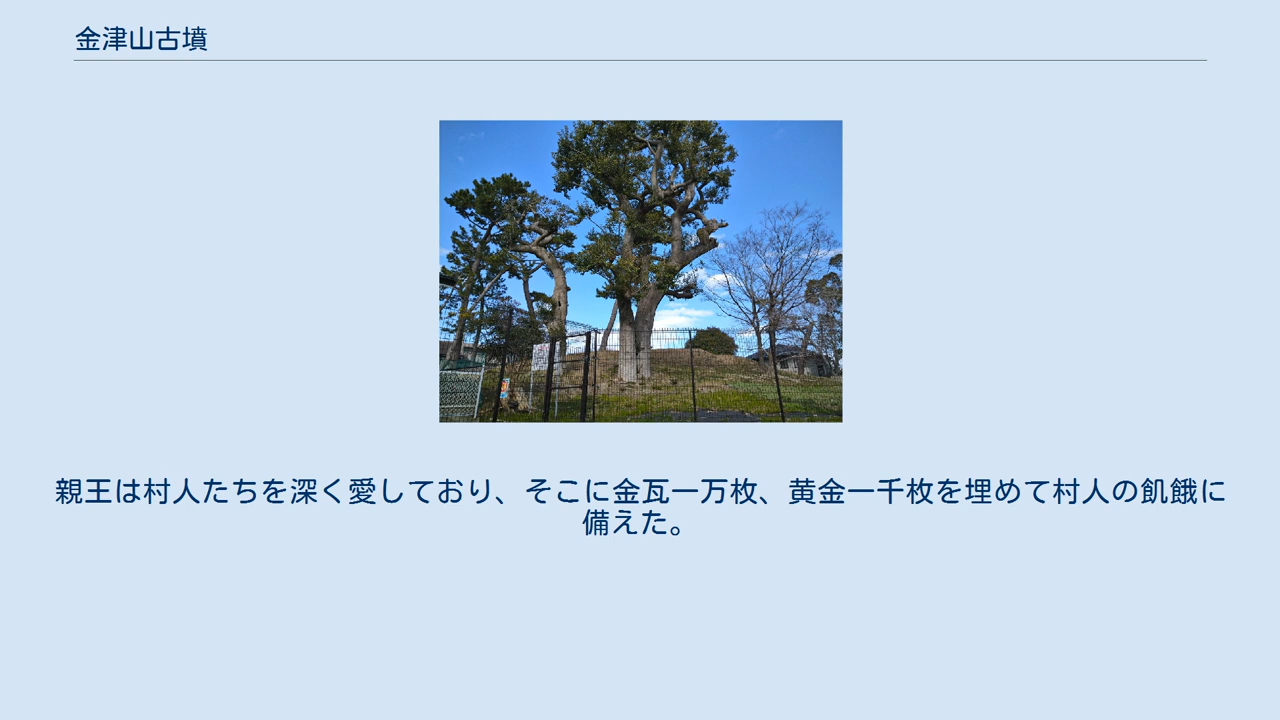 金津山古墳
親王は村人たちを深く愛しており、そこに金瓦一万枚、黄金一千枚を埋めて村人の飢餓に
備えた。